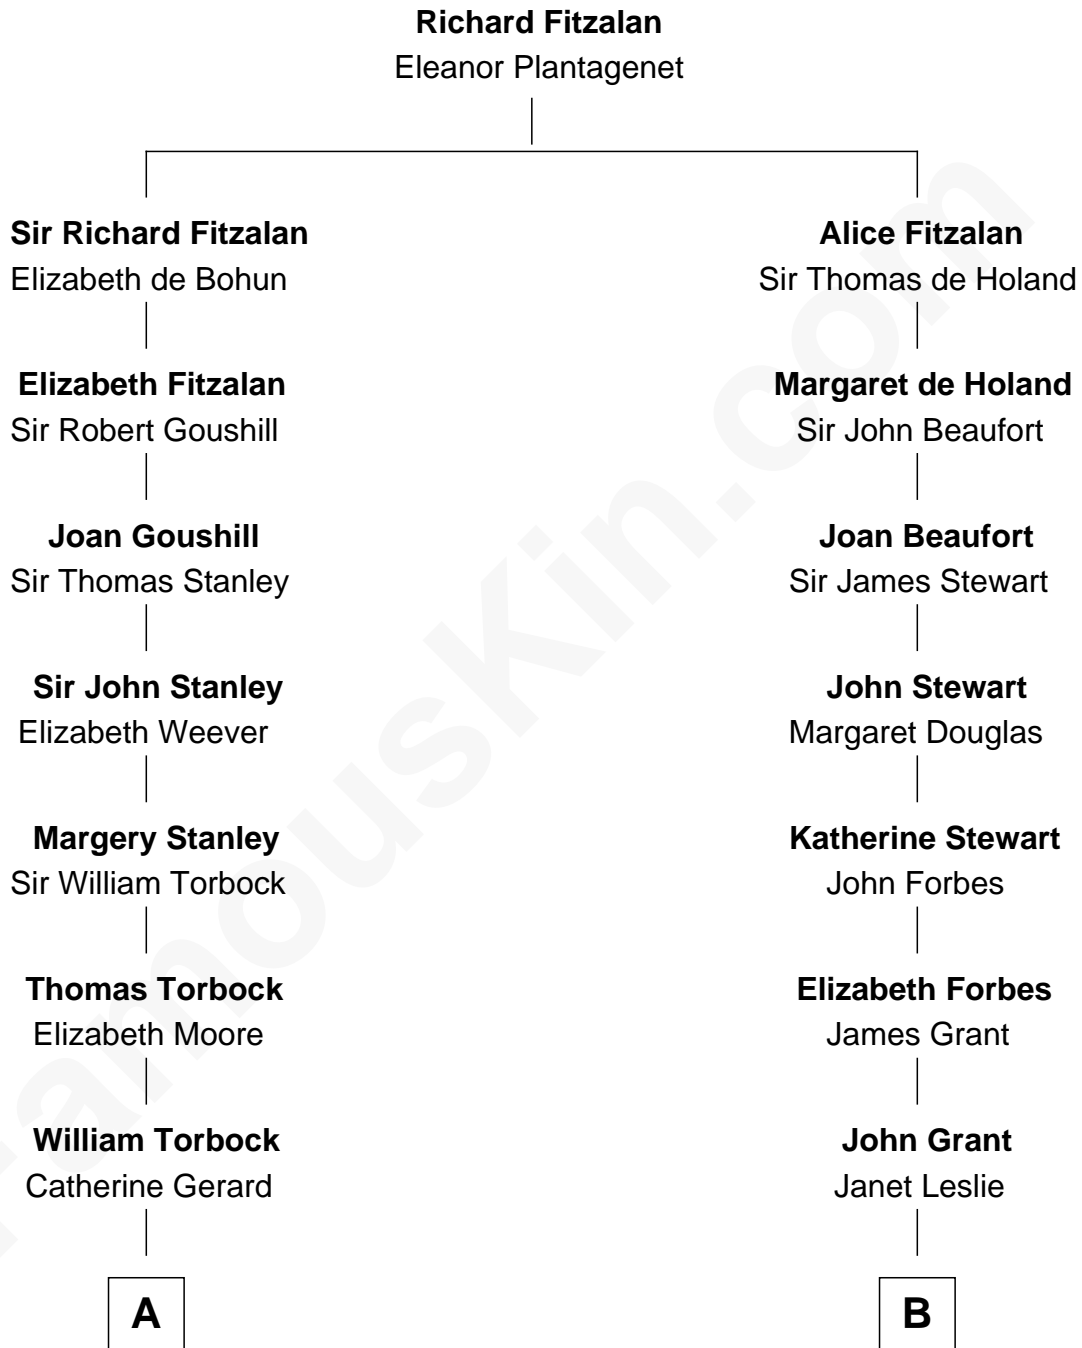 Richard Fitzalan
Eleanor Plantagenet
Sir Richard Fitzalan
Elizabeth de Bohun
Elizabeth Fitzalan
Sir Robert Goushill
Joan Goushill
Sir Thomas Stanley
Sir John Stanley
Elizabeth Weever
Margery Stanley
Sir William Torbock
Thomas Torbock
Elizabeth Moore
William Torbock
Catherine Gerard
A
Alice Fitzalan
Sir Thomas de Holand
Margaret de Holand
Sir John Beaufort
Joan Beaufort
Sir James Stewart
John Stewart
Margaret Douglas
Katherine Stewart
John Forbes
Elizabeth Forbes
James Grant
John Grant
Janet Leslie
B
FamousKin.com